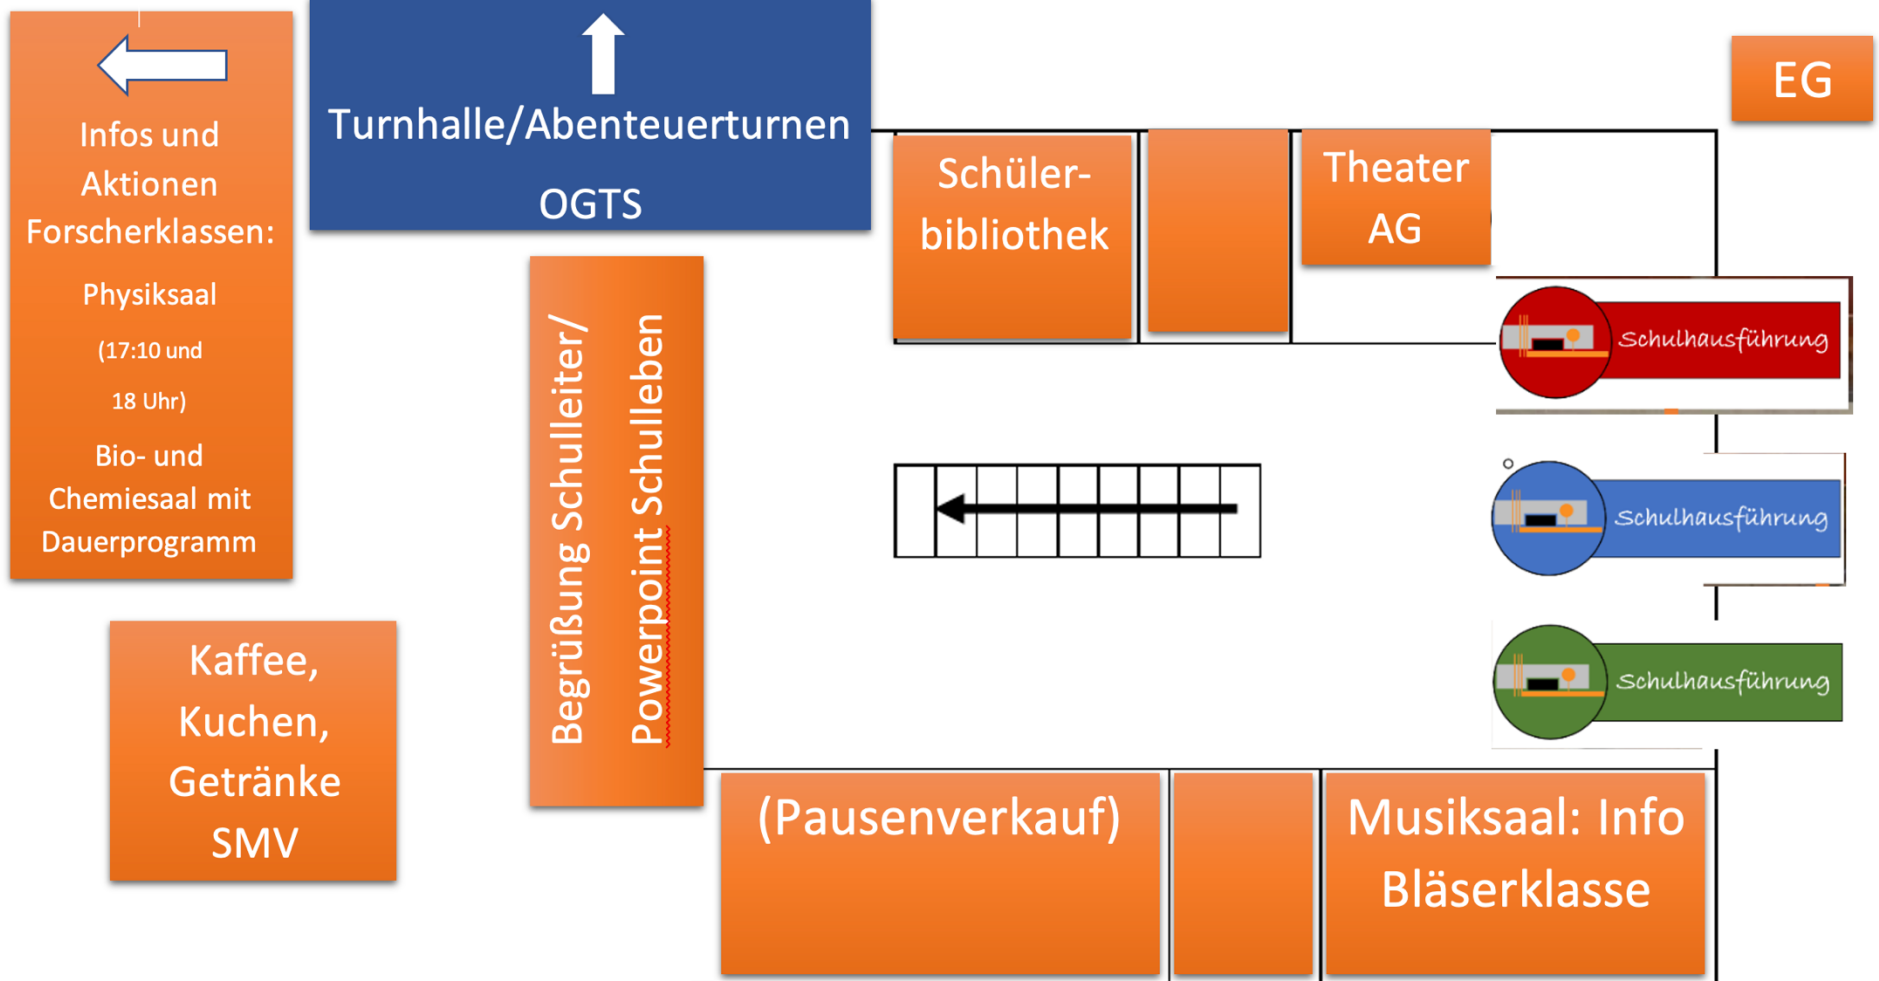 Infos und
Aktionen
Forscherklassen:
Physiksaal
(17:10 und
18 Uhr)
Bio- und
Chemiesaal mit
Dauerprogramm
Turnhalle/Abenteuerturnen
OGTS
Schüler-
bibliothek
Theater
AG
EG
Begrüßung Schulleiter/
Powerpoint Schulleben
Schulhausführung
Schulhausführung
Schulhausführung
Kaffee,
Kuchen,
Getränke
SMV
(Pausenverkauf)
Musiksaal: Info
Bläserklasse